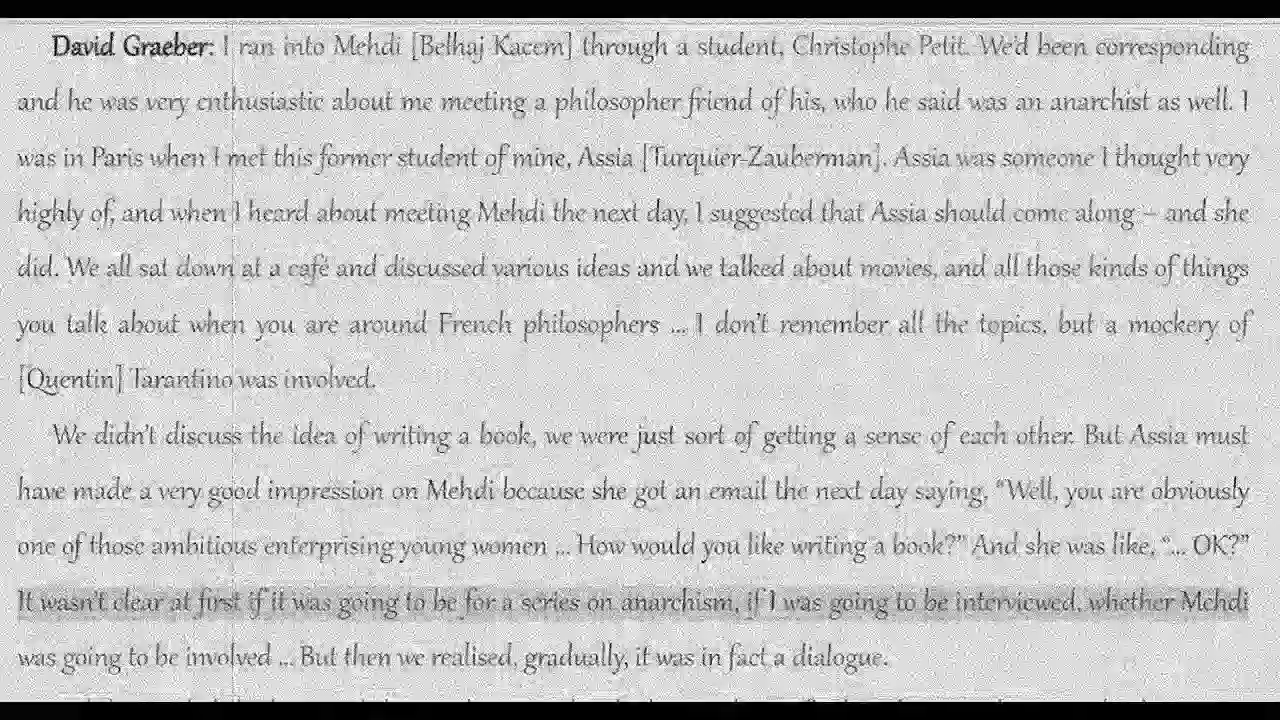 David Graeber: I ran into Mehdi [Belhaj Kacem] through a student, Christophe Petit. We'd been corresponding
and he was very enthusiastic about me meeting a philosopher friend of his, who he said was an anarchist as well. I
was in Paris when I met this former student of mine, Assia [Turquier-Zauberman]. Assia was someone I thought very
highly of, and when I heard about meeting Mehdi the next day, I suggested that Assia should come along – and she
did. We all sat down at a café and discussed various ideas and we talked about movies, and all those kinds of things
you talk about when you are around French philosophers ... I don't remember all the topics, but a mockery of
[Quentin] Tarantino was involved.
We didn't discuss the idea of writing a book, we were just sort of getting a sense of each other. But Assia must
have made a very good impression on Mehdi because she got an email the next day saying, “Well, you are obviously
one of those ambitious enterprising young women ... How would you like writing a book?” And she was like, “... OK?”
It wasn't clear at first if it was going to be for a series on anarchism, if I was going to be interviewed, whether Mehdi
was going to be involved ... But then we realised, gradually, it was in fact a dialogue.